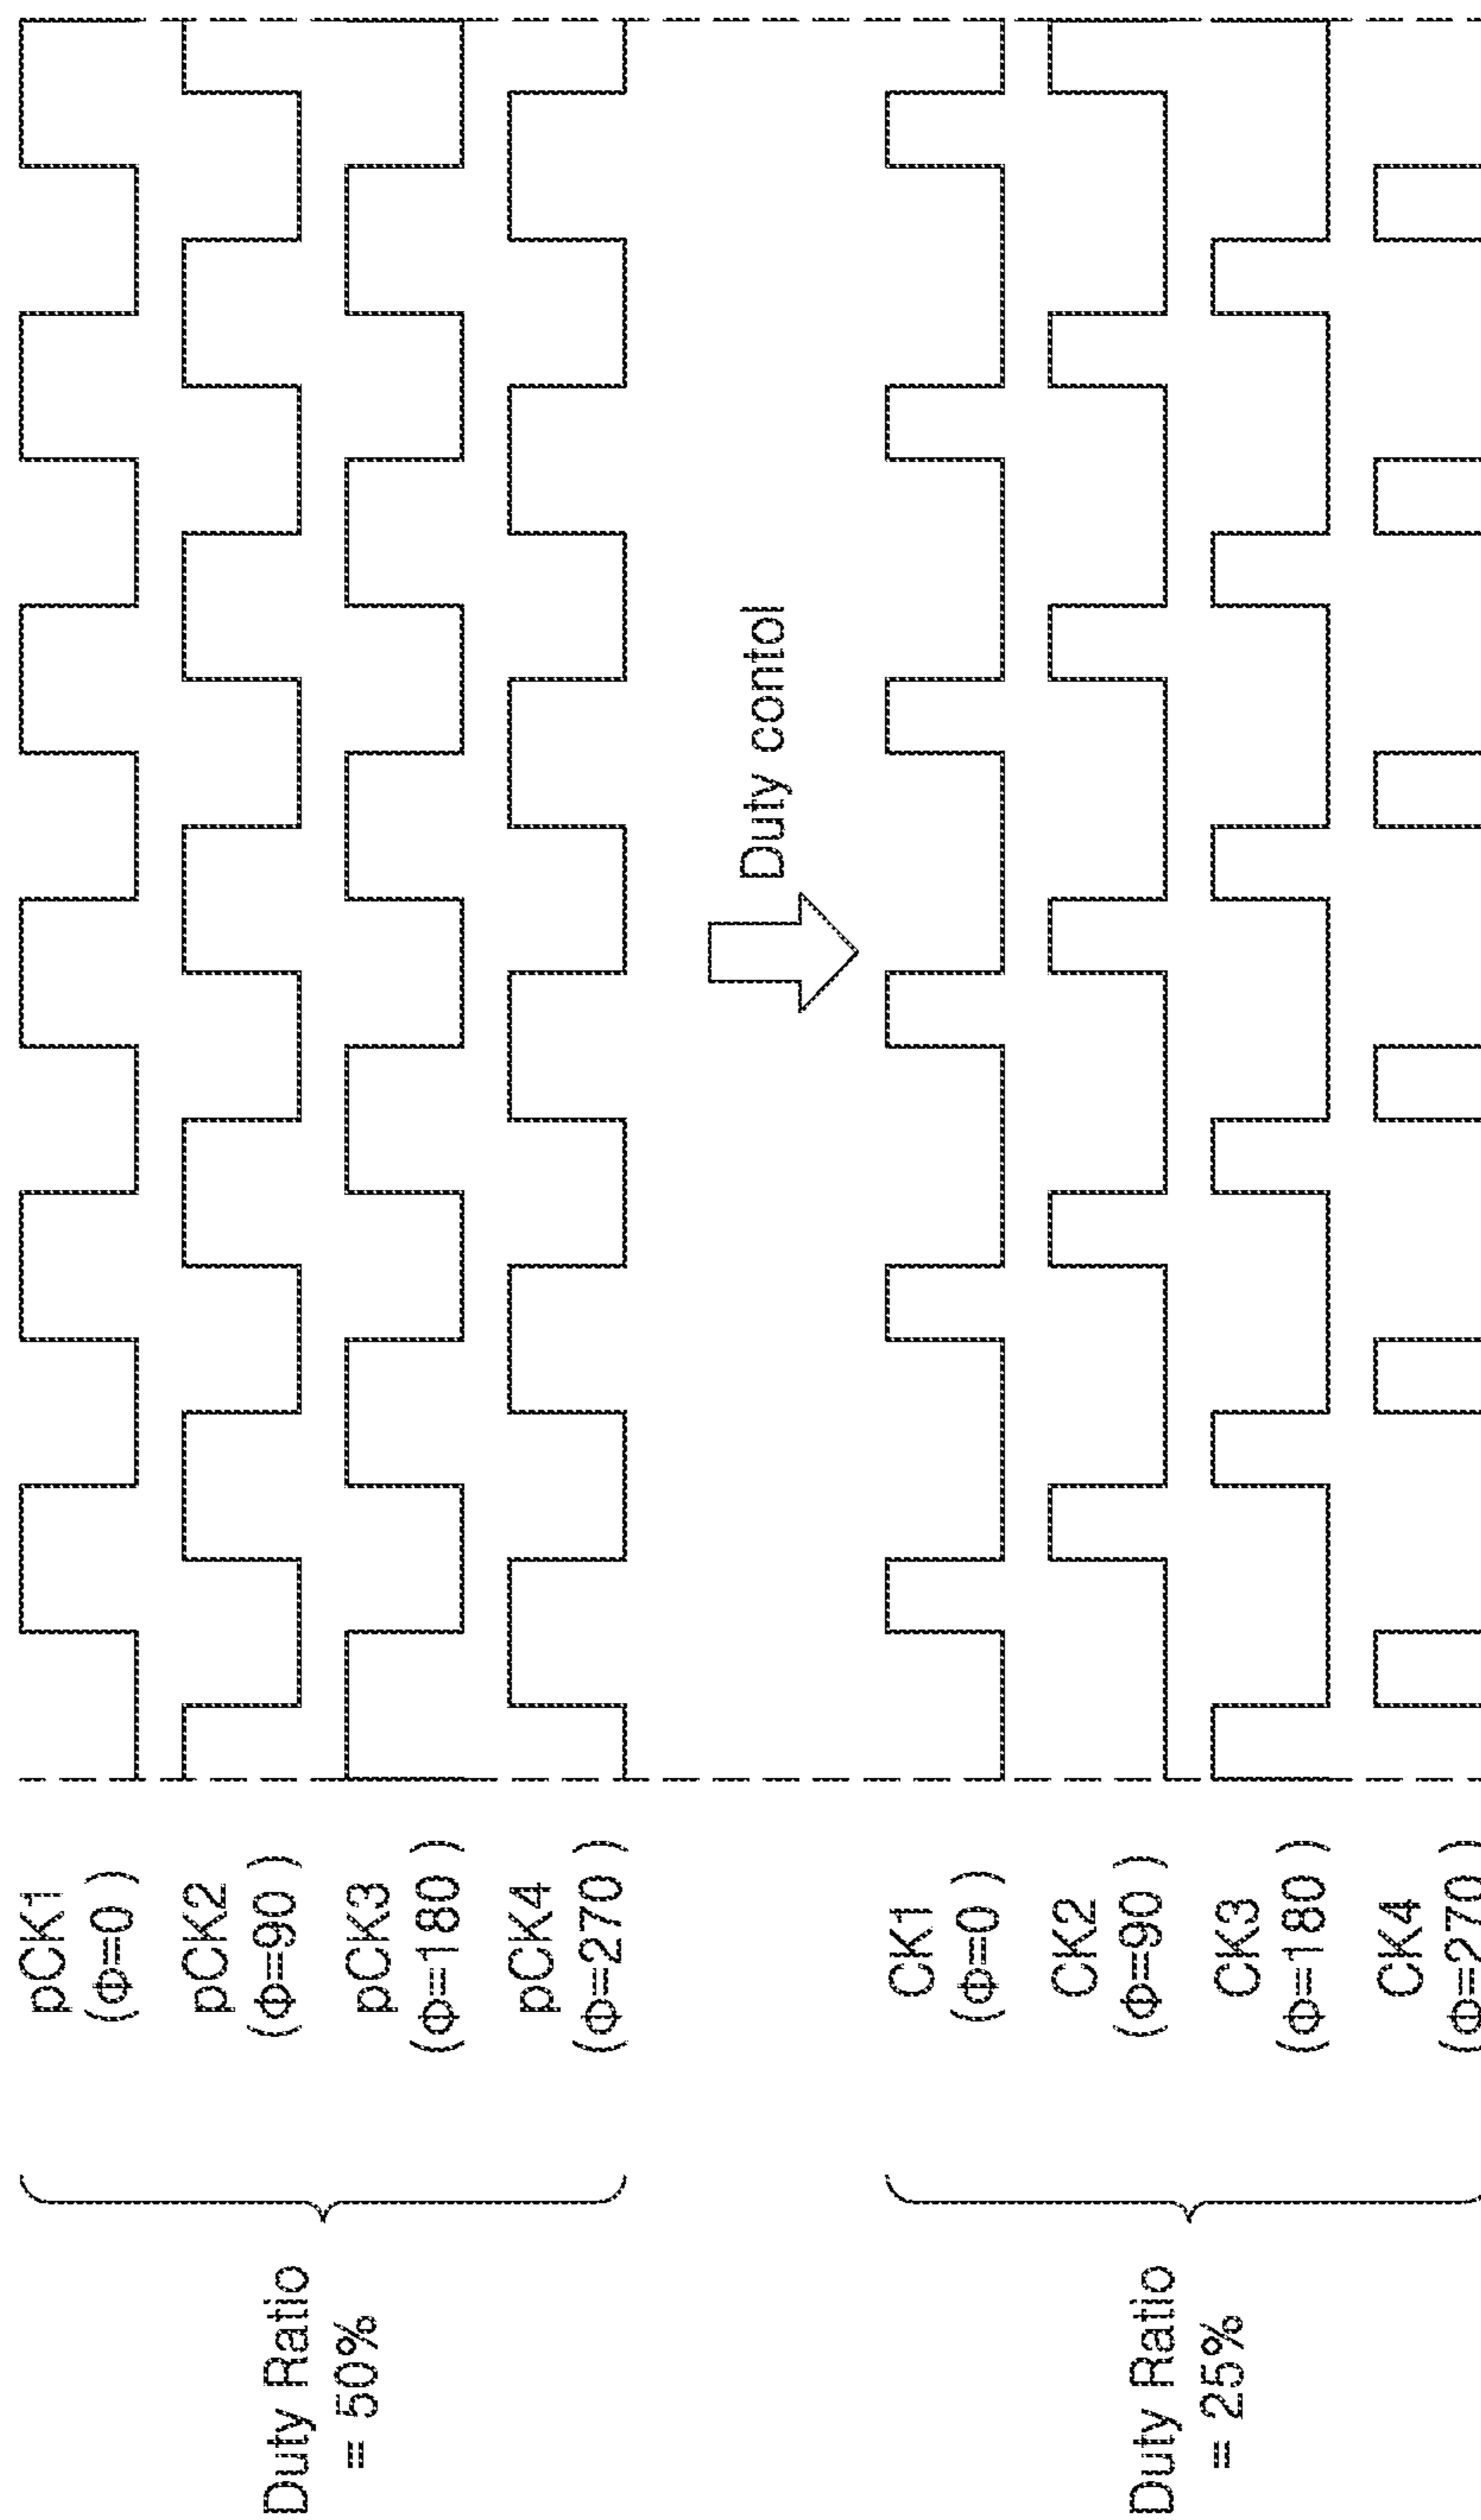 Duty Ratio
= 50%
pCK1
(Φ=0 )
pCK2
(Φ=90 )
pCK3
(Φ=180 )
pCK4
(Φ=270 )
Duty contol
Duty Ratio
= 25%
CK1
(Φ=0 )
CK2
(Φ=90 )
CK3
(Φ=180 )
CK4
(Φ=270 )